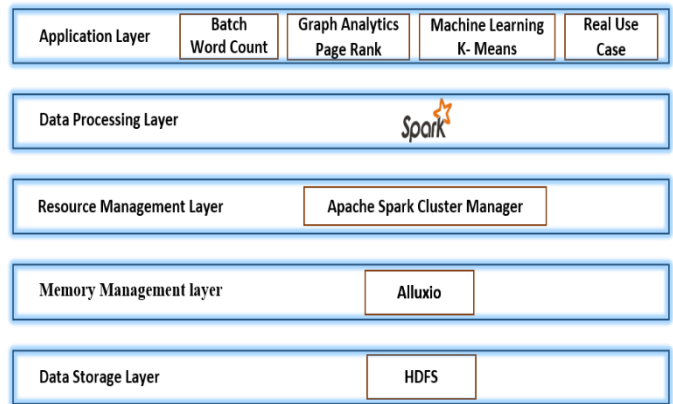 Application Layer
Batch
Word Count
Graph Analytics
Page Rank
Machine Learning
K- Means
Real Use
Case
Data Processing Layer
Spark
Resource Management Layer
Apache Spark Cluster Manager
Memory Management layer
Alluxio
Data Storage Layer
HDFS